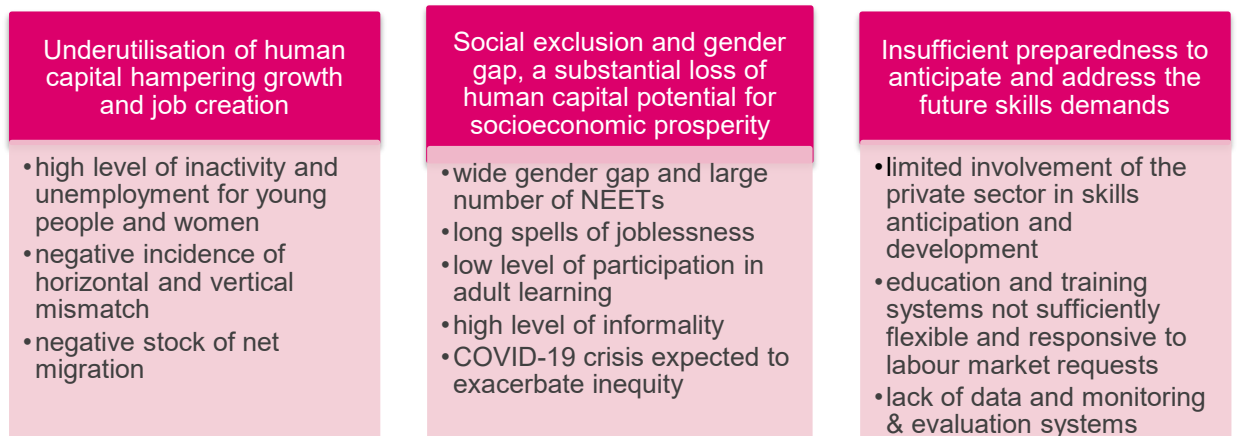 Underutilisation of human
capital hampering growth
and job creation
•high level of inactivity and
unemployment for young
people and women
•negative incidence of
horizontal and vertical
mismatch
•negative stock of net
migration
Social exclusion and gender
gap, a substantial loss of
human capital potential for
socioeconomic prosperity
•wide gender gap and large
number of NEETs
•long spells of joblessness
•low level of participation in
adult learning
•high level of informality
•COVID-19 crisis expected to
exacerbate inequity
Insufficient preparedness to
anticipate and address the
future skills demands
•limited involvement of the
private sector in skills
anticipation and
development
•education and training
systems not sufficiently
flexible and responsive to
labour market requests
•lack of data and monitoring
& evaluation systems